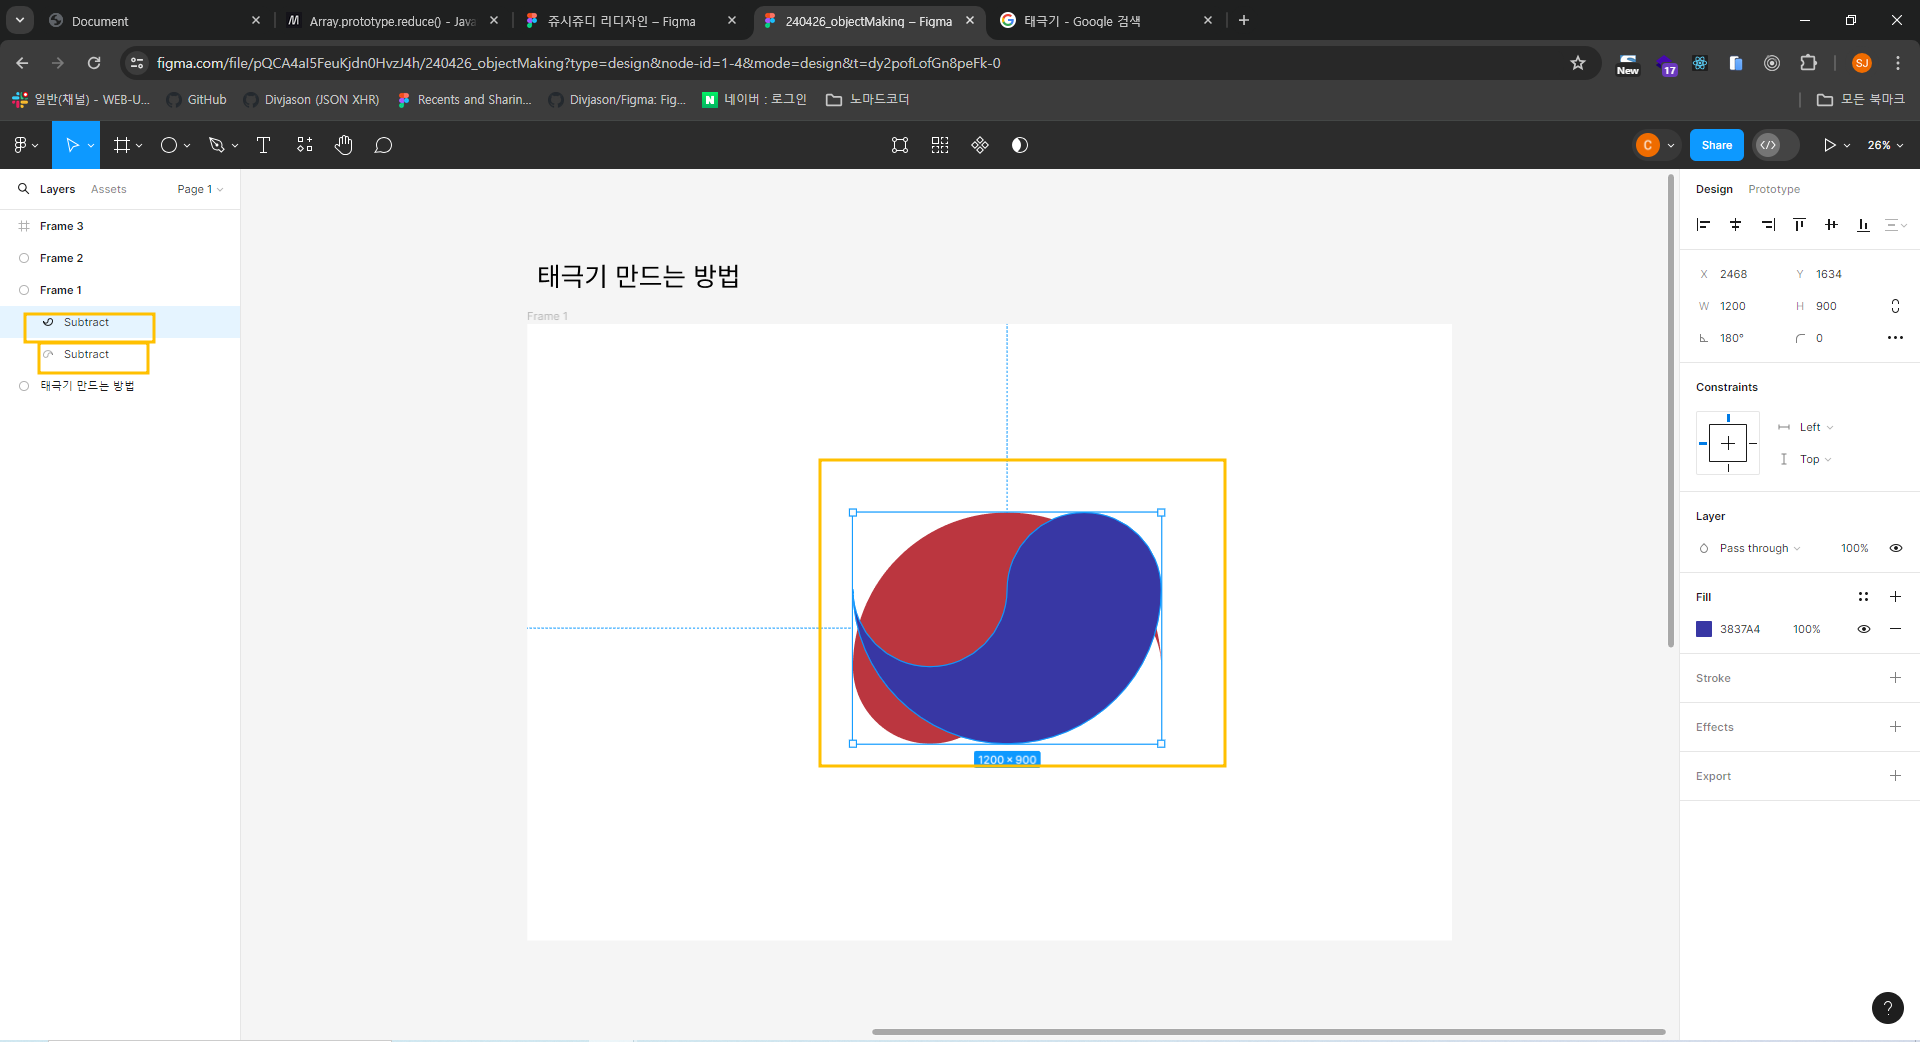 Document
Array.prototype.reduce() - Java
쥬시쥬디 리디자인 – Figma
240426_objectMaking – Figma
태극기 - Google 검색
figma.com/file/pQCA4aI5FeuKjdn0HvzJ4h/240426_objectMaking?type=design&node-id=1-4&mode=design&t=dy2pofLofGn8peFk-0
New
17
SJ
일반(채널) - WEB-U...
GitHub
Divjason (JSON XHR)
Recents and Sharin...
Divjason/Figma: Fig...
N 네이버 : 로그인
노마드코더
모든 북마크
T
C
Share
</>
26%
Layers
Assets
Page 1
Design
Prototype
Frame 3
Frame 2
Frame 1
Subtract
Subtract
태극기 만드는 방법
태극기 만드는 방법
Frame 1
1200 × 900
X 2468
Y 1634
W 1200
H 900
180°
0
Constraints
Left
Top
Layer
Pass through
100%
Fill
3837A4
100%
Stroke
Effects
Export
?